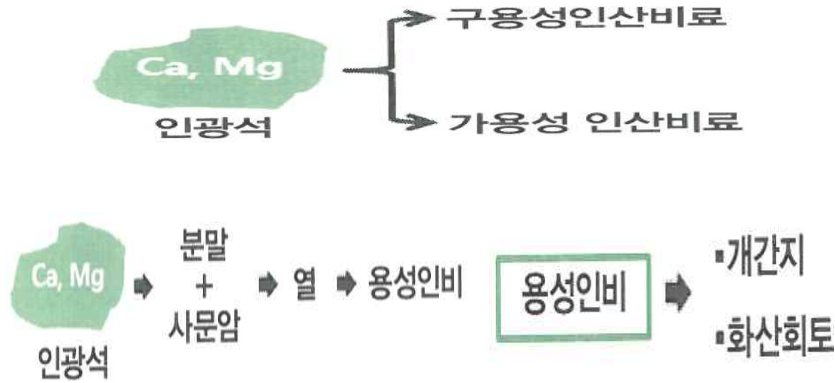 구용성인산비료
Ca, Mg
인광석
가용성 인산비료
Ca, Mg
인광석
분말
+
사문암
열
용성인비
용성인비
▪개간지
▪화산회토